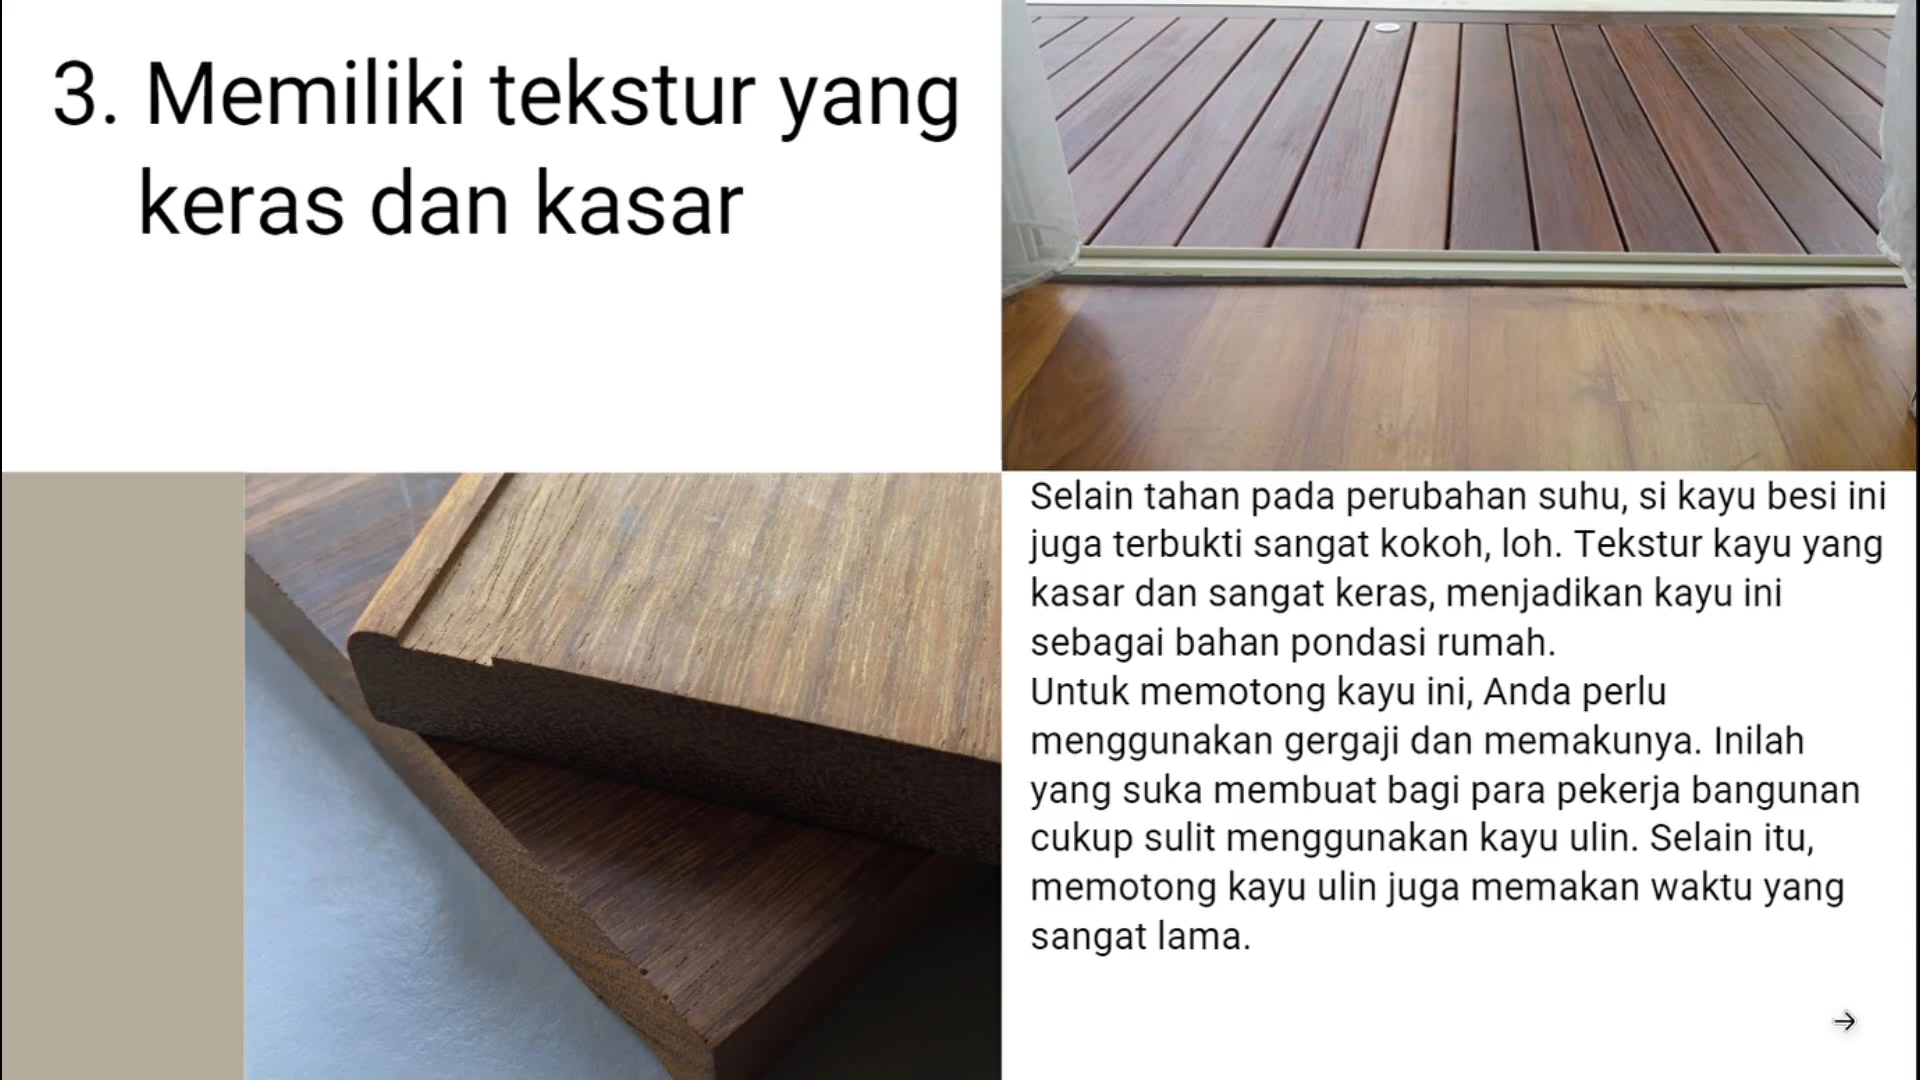 3. Memiliki tekstur yang
keras dan kasar
Selain tahan pada perubahan suhu, si kayu besi ini
juga terbukti sangat kokoh, loh. Tekstur kayu yang
kasar dan sangat keras, menjadikan kayu ini
sebagai bahan pondasi rumah.
Untuk memotong kayu ini, Anda perlu
menggunakan gergaji dan memakunya. Inilah
yang suka membuat bagi para pekerja bangunan
cukup sulit menggunakan kayu ulin. Selain itu,
memotong kayu ulin juga memakan waktu yang
sangat lama.